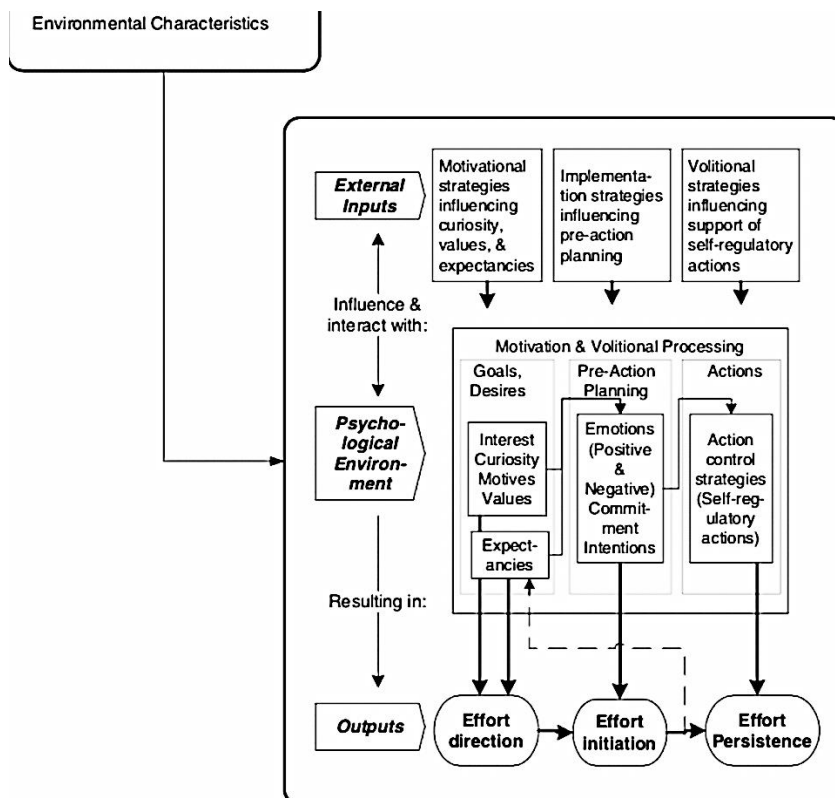 Environmental Characteristics
External
Inputs
Motivational
strategies
influencing
curiosity,
values, &
expectancies
Implementa-
tion strategies
influencing
pre-action
planning
Volitional
strategies
influencing
support of
self-regulatory
actions
Influence &
interact with:
Motivation & Volitional Processing
Goals,
Desires
Pre-Action
Planning
Actions
Psycho-
logical
Environ-
ment
Interest
Curiosity
Motives
Values
Expect-
ancies
Emotions
(Positive
&
Negative)
Commit-
ment
Intentions
Action
control
strategies
(Self-reg-
ulatory
actions)
Resulting in:
Outputs
Effort
direction
Effort
initiation
Effort
Persistence